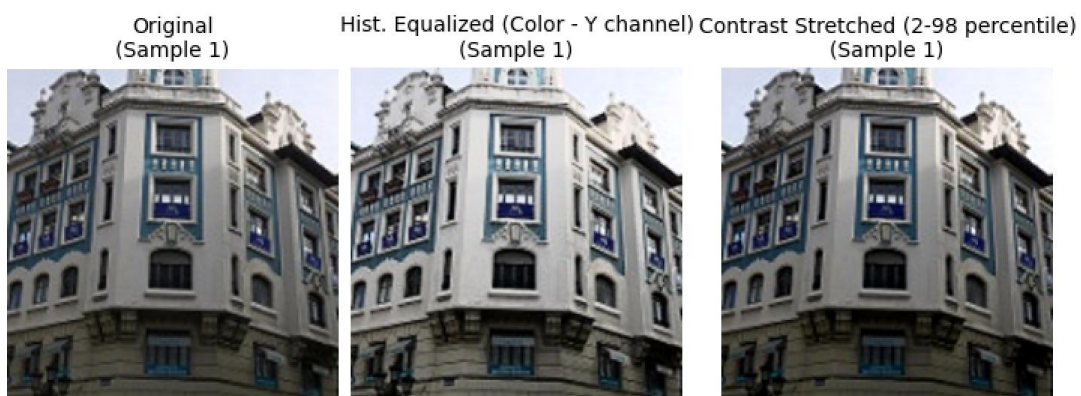 Original
(Sample 1)
Hist. Equalized (Color - Y channel)
(Sample 1)
Contrast Stretched (2-98 percentile)
(Sample 1)